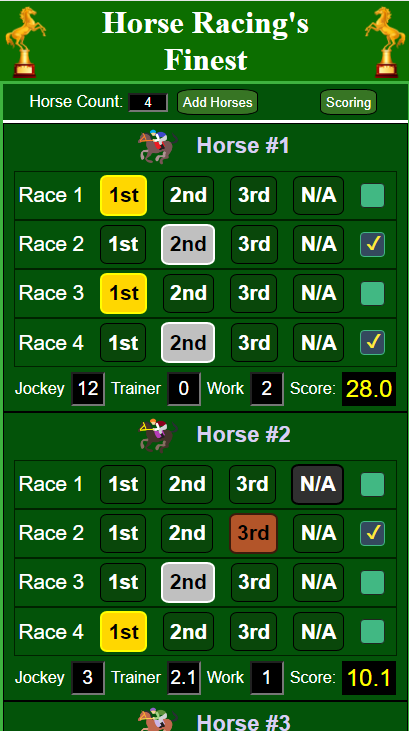 Horse Racing's
Finest
Horse Count: 4 Add Horses Scoring
Horse #1
Race 1 1st 2nd 3rd N/A
Race 2 1st 2nd 3rd N/A ✓
Race 3 1st 2nd 3rd N/A
Race 4 1st 2nd 3rd N/A ✓
Jockey 12 Trainer 0 Work 2 Score: 28.0
Horse #2
Race 1 1st 2nd 3rd N/A
Race 2 1st 2nd 3rd N/A ✓
Race 3 1st 2nd 3rd N/A
Race 4 1st 2nd 3rd N/A
Jockey 3 Trainer 2.1 Work 1 Score: 10.1
Horse #3